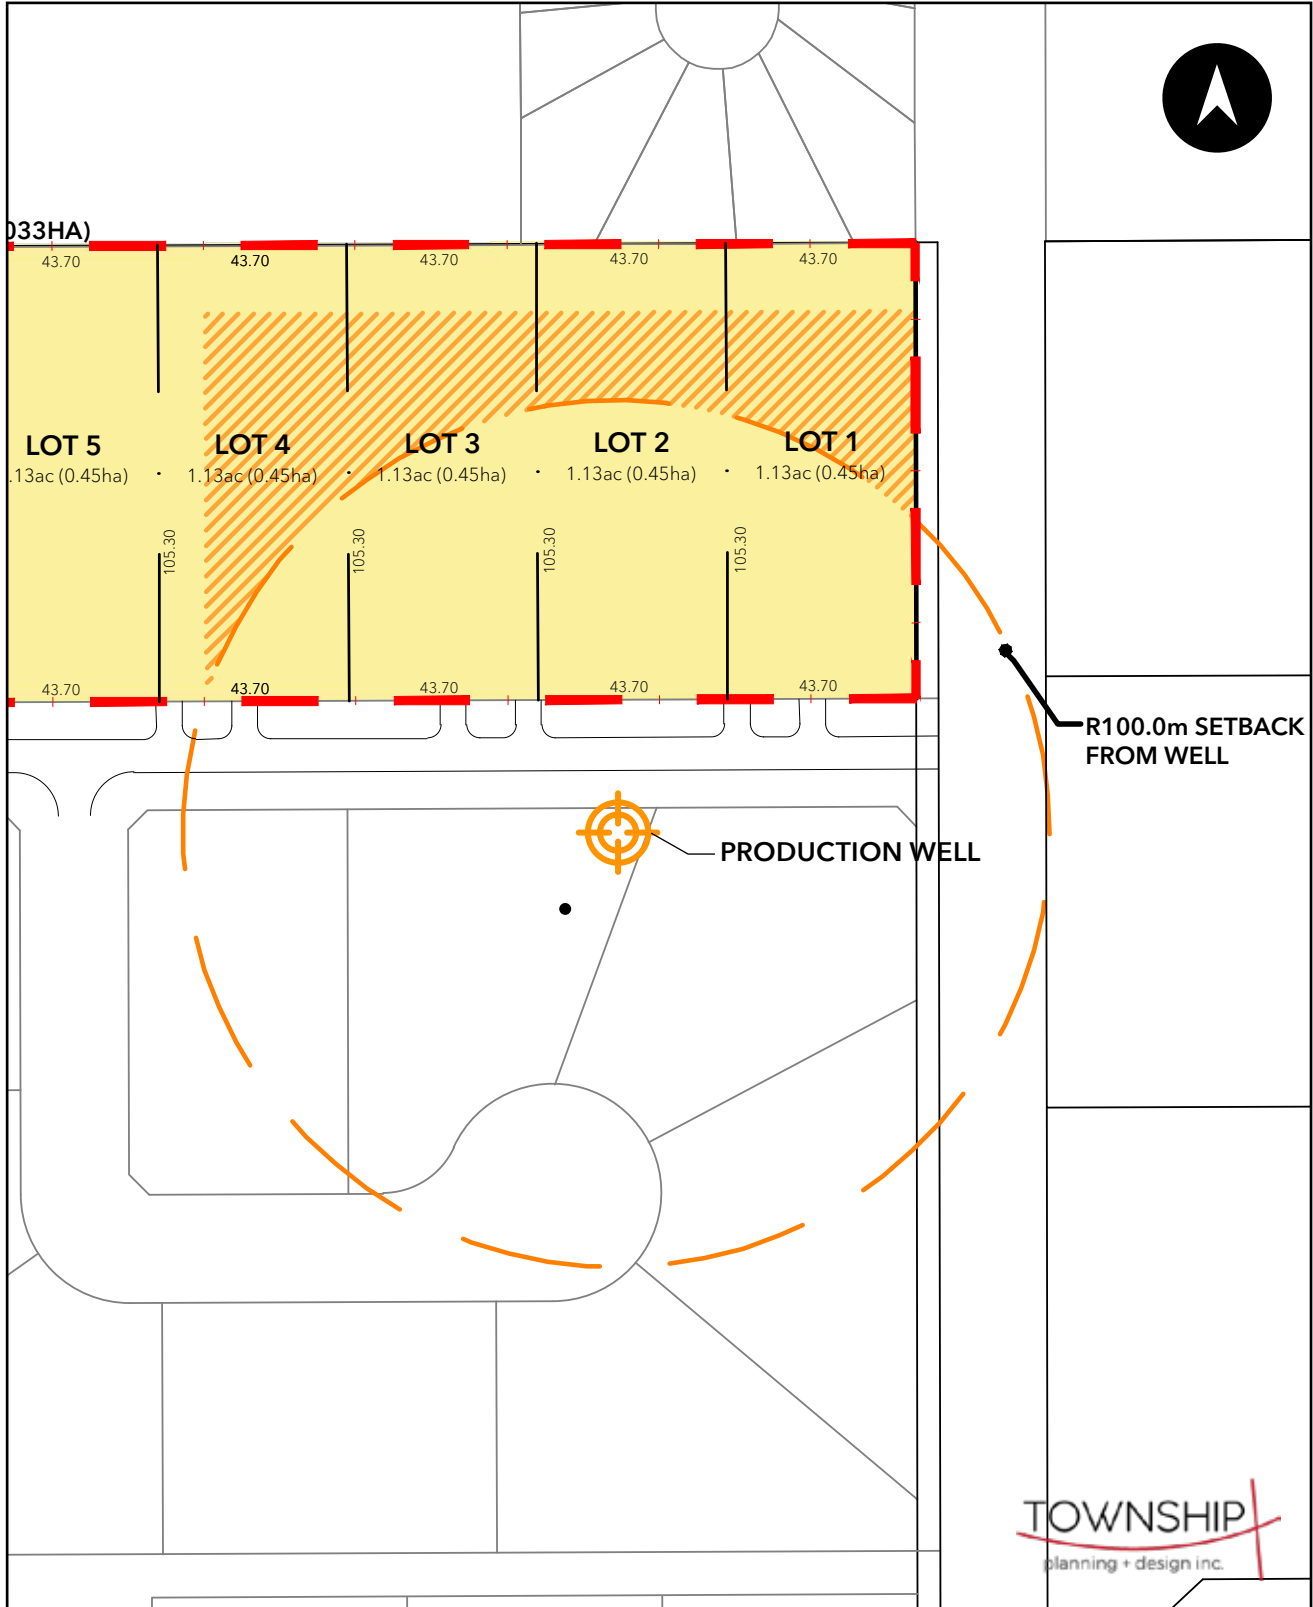 033HA)
43.70
43.70
43.70
43.70
43.70
LOT 5
.13ac (0.45ha)
LOT 4
1.13ac (0.45ha)
LOT 3
1.13ac (0.45ha)
LOT 2
1.13ac (0.45ha)
LOT 1
1.13ac (0.45ha)
105.30
105.30
105.30
105.30
43.70
43.70
43.70
43.70
43.70
R100.0m SETBACK
FROM WELL
PRODUCTION WELL
TOWNSHIP
planning + design inc.